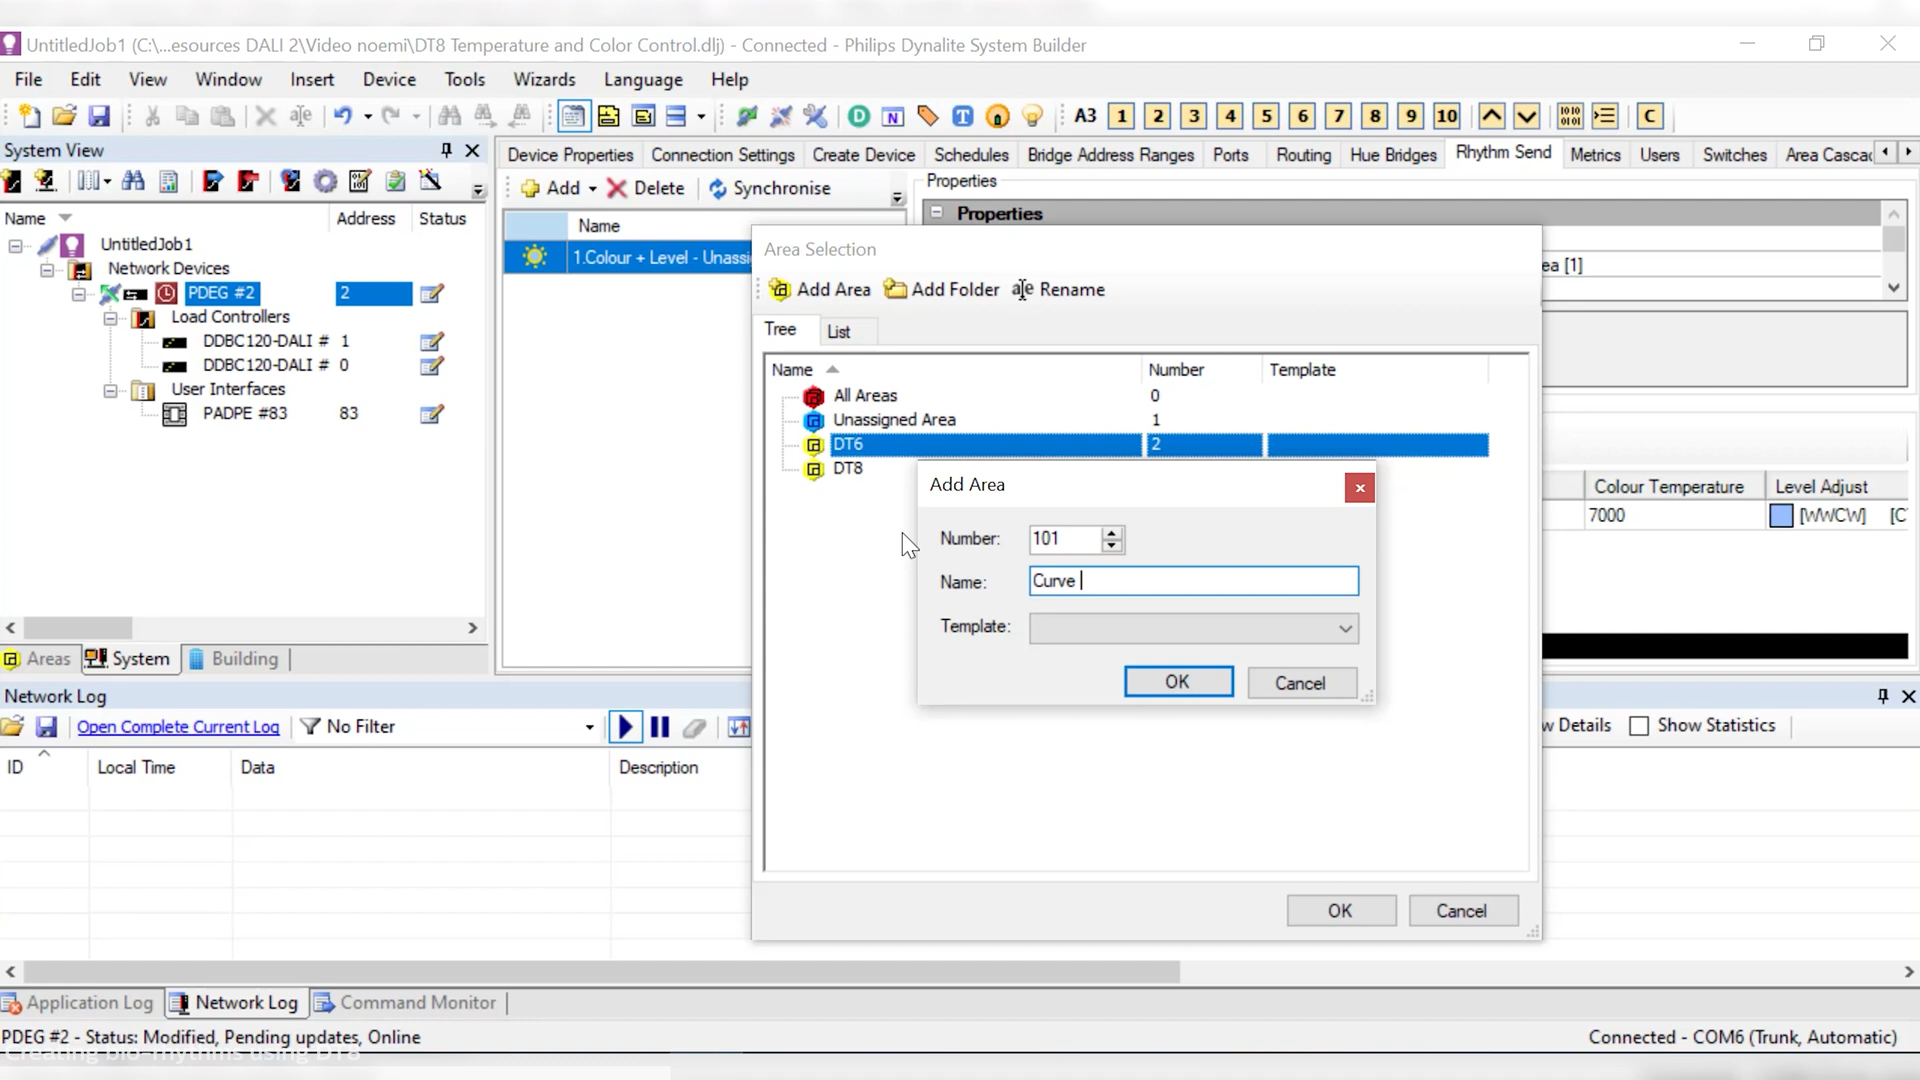 UntitledJob1 (C:\...esources DALI 2\Video noemi\DT8 Temperature and Color Control.dlj) - Connected - Philips Dynalite System Builder
File Edit View Window Insert Device Tools Wizards Language Help
A3 1 2 3 4 5 6 7 8 9 10 C
System View
Device Properties Connection Settings Create Device Schedules Bridge Address Ranges Ports Routing Hue Bridges Rhythm Send Metrics Users Switches Area Cascad
Add Delete Synchronise
Properties
Name Address Status
Name
Properties
UntitledJob1
1.Colour + Level - Unassi
Area Selection
ea [1]
Network Devices
PDEG #2 2
Add Area Add Folder Rename
Load Controllers
Tree List
DDBC120-DALI # 1
DDBC120-DALI # 0
Name Number Template
User Interfaces
All Areas 0
PADPE #83 83
Unassigned Area 1
DT6 2
DT8
Add Area
Colour Temperature Level Adjust
7000 [WWCW] [C
Number: 101
Name: Curve
Template:
OK Cancel
Areas System Building
Network Log
Open Complete Current Log No Filter
w Details Show Statistics
ID Local Time Data Description
OK Cancel
Application Log Network Log Command Monitor
PDEG #2 - Status: Modified, Pending updates, Online
Connected - COM6 (Trunk, Automatic)
Creating bio-rhythms using DT8